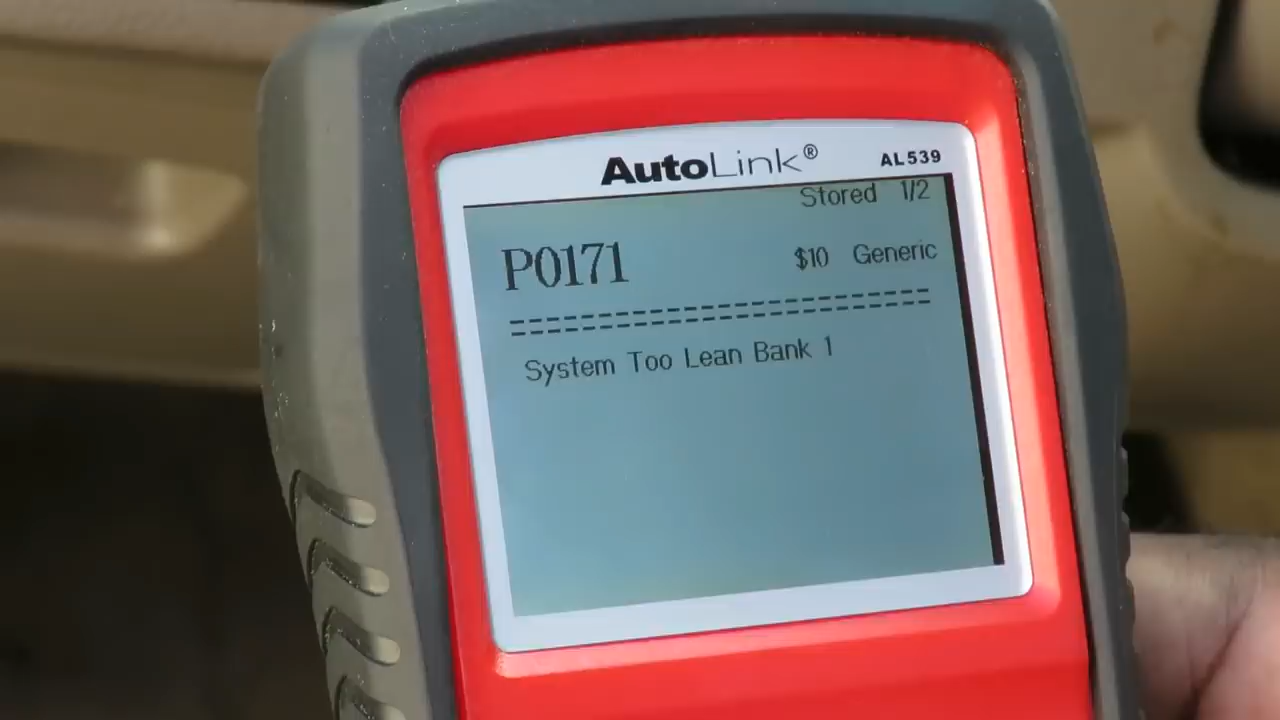 AutoLink® AL539
Stored 1/2
P0171 $10 Generic
====================
System Too Lean Bank 1